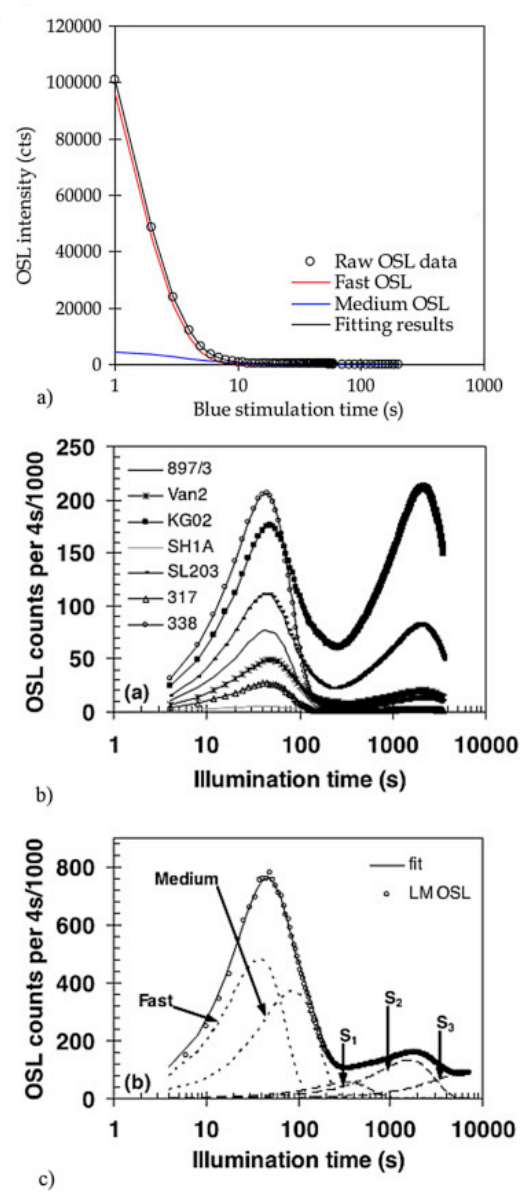 120000
100000
80000
60000
40000
20000
0
OSL intensity (cts)
Raw OSL data
Fast OSL
Medium OSL
Fitting results
1 10 100 1000
Blue stimulation time (s)
a)
250
200
150
100
50
0
OSL counts per 4s/1000
897/3
Van2
KG02
SH1A
SL203
317
338
(a)
1 10 100 1000 10000
Illumination time (s)
b)
800
600
400
200
0
OSL counts per 4s/1000
fit
LM OSL
Medium
Fast
S1
S2
S3
(b)
1 10 100 1000 10000
Illumination time (s)
c)